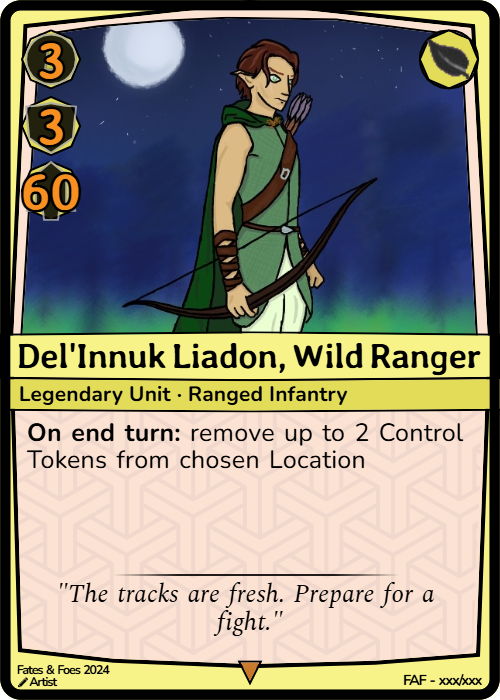 3
3
60
Del'Innuk Liadon, Wild Ranger
Legendary Unit · Ranged Infantry
On end turn: remove up to 2 Control
Tokens from chosen Location
"The tracks are fresh. Prepare for a
fight."
Fates & Foes 2024
Artist
FAF - xxx/xxx